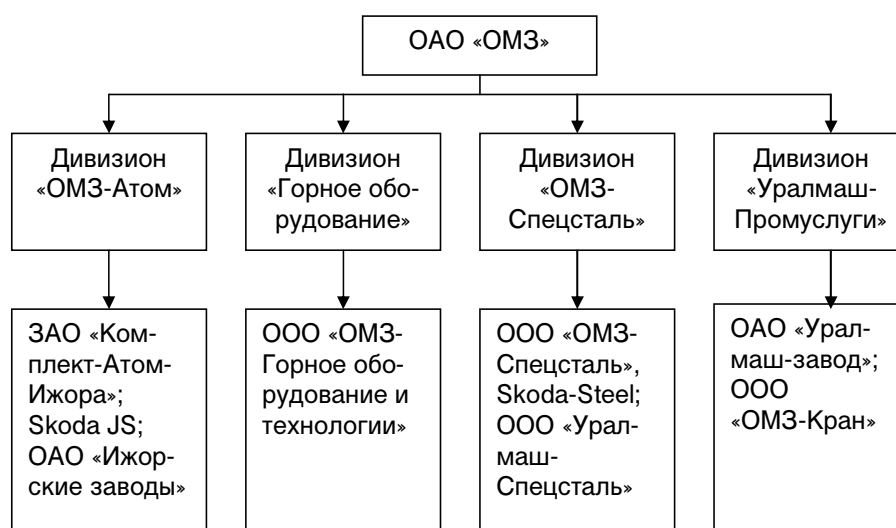 ОАО «ОМЗ»
Дивизион
«ОМЗ-Атом»
Дивизион
«Горное обо-
рудование»
Дивизион
«ОМЗ-
Спецсталь»
Дивизион
«Уралмаш-
Промуслуги»
ЗАО «Ком-
плект-Атом-
Ижора»;
Skoda JS;
ОАО «Ижор-
ские заводы»
ООО «ОМЗ-
Горное обо-
рудование и
технологии»
ООО «ОМЗ-
Спецсталь»,
Skoda-Steel;
ООО «Урал-
маш-
Спецсталь»
ОАО «Урал-
маш-завод»;
ООО
«ОМЗ-Кран»